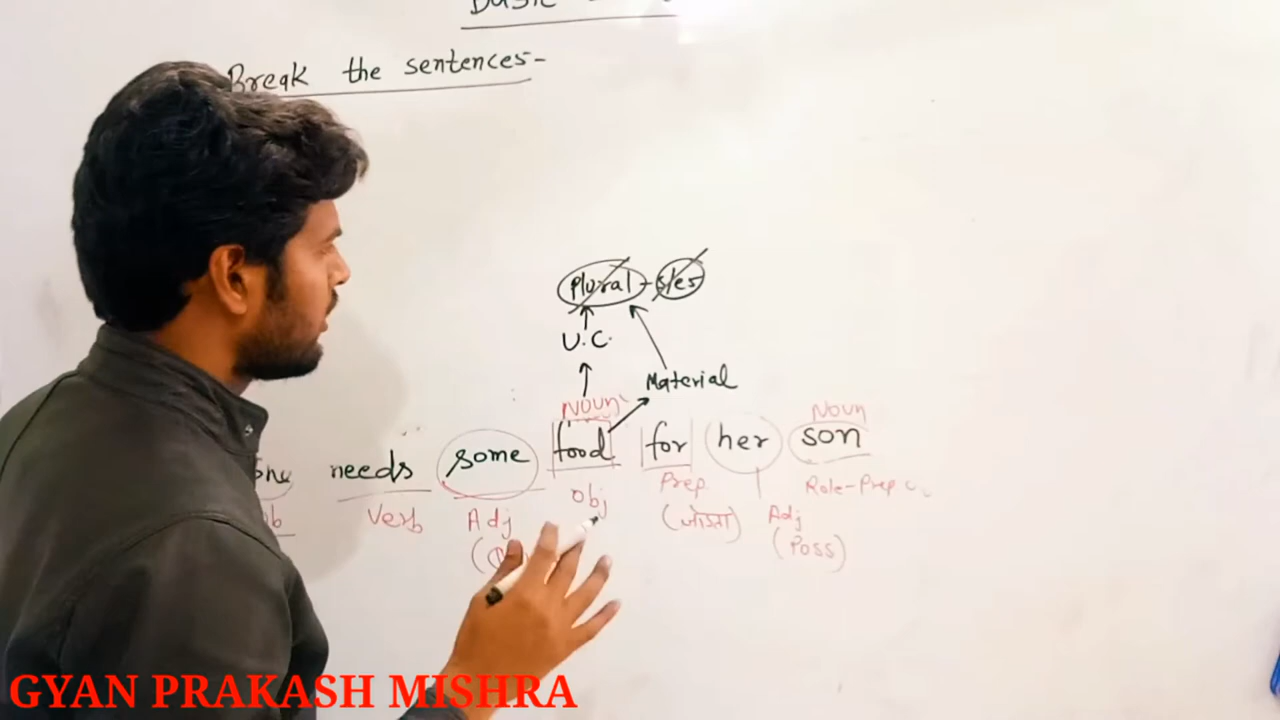 Break the sentences-
Plural - s/es
U.C.
Material
Noun Noun
She needs some food for her son
Verb Adj Obj Prep Adj Role-Prep
(जोड़ना) (Poss)
GYAN PRAKASH MISHRA